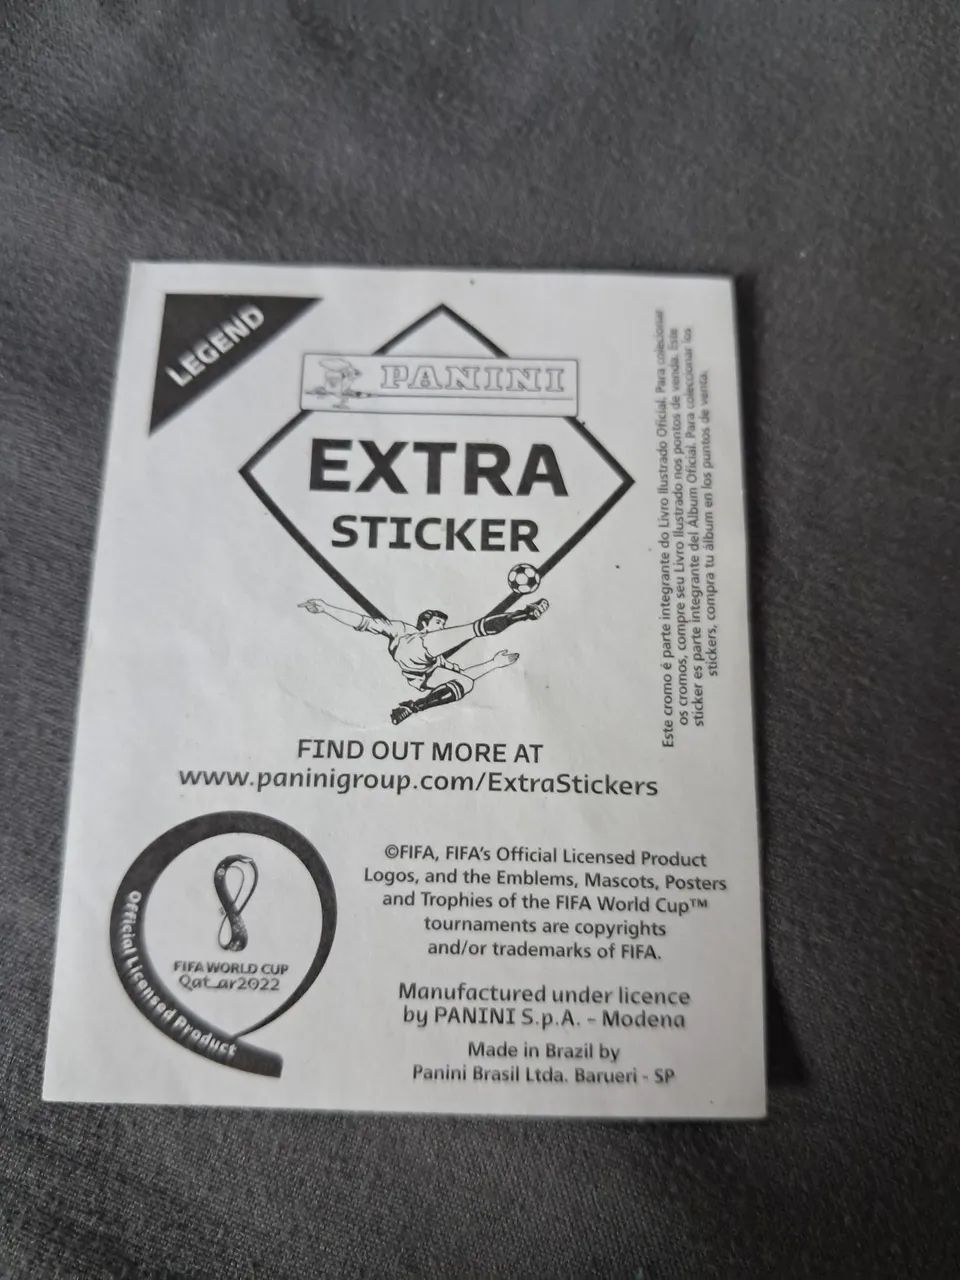 LEGEND
PANINI
EXTRA
STICKER
FIND OUT MORE AT
www.paninigroup.com/ExtraStickers
Official Licensed Product
FIFA WORLD CUP
Qatar2022
©FIFA, FIFA's Official Licensed Product
Logos, and the Emblems, Mascots, Posters
and Trophies of the FIFA World Cup™
tournaments are copyrights
and/or trademarks of FIFA.
Manufactured under licence
by PANINI S.p.A. - Modena
Made in Brazil by
Panini Brasil Ltda. Barueri - SP
Este cromo é parte integrante do Livro Ilustrado Oficial. Para colecionar
os cromos, compre seu Livro Ilustrado nos pontos de venda. Este
sticker es parte integrante del Álbum Oficial. Para coleccionar los
stickers, compra tu álbum en los puntos de venta.